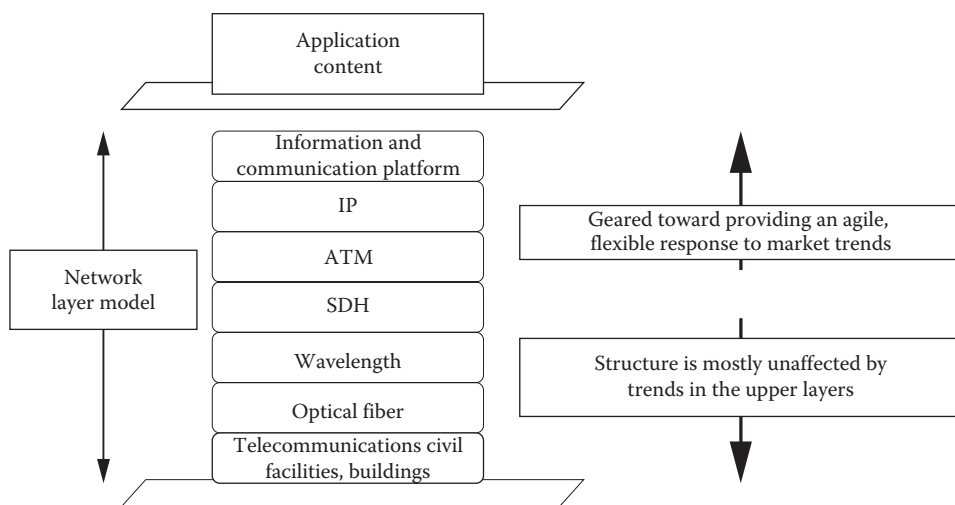 Application
content
Information and
communication platform
IP
ATM
SDH
Wavelength
Optical fiber
Telecommunications civil
facilities, buildings
Network
layer model
Geared toward providing an agile,
flexible response to market trends
Structure is mostly unaffected by
trends in the upper layers